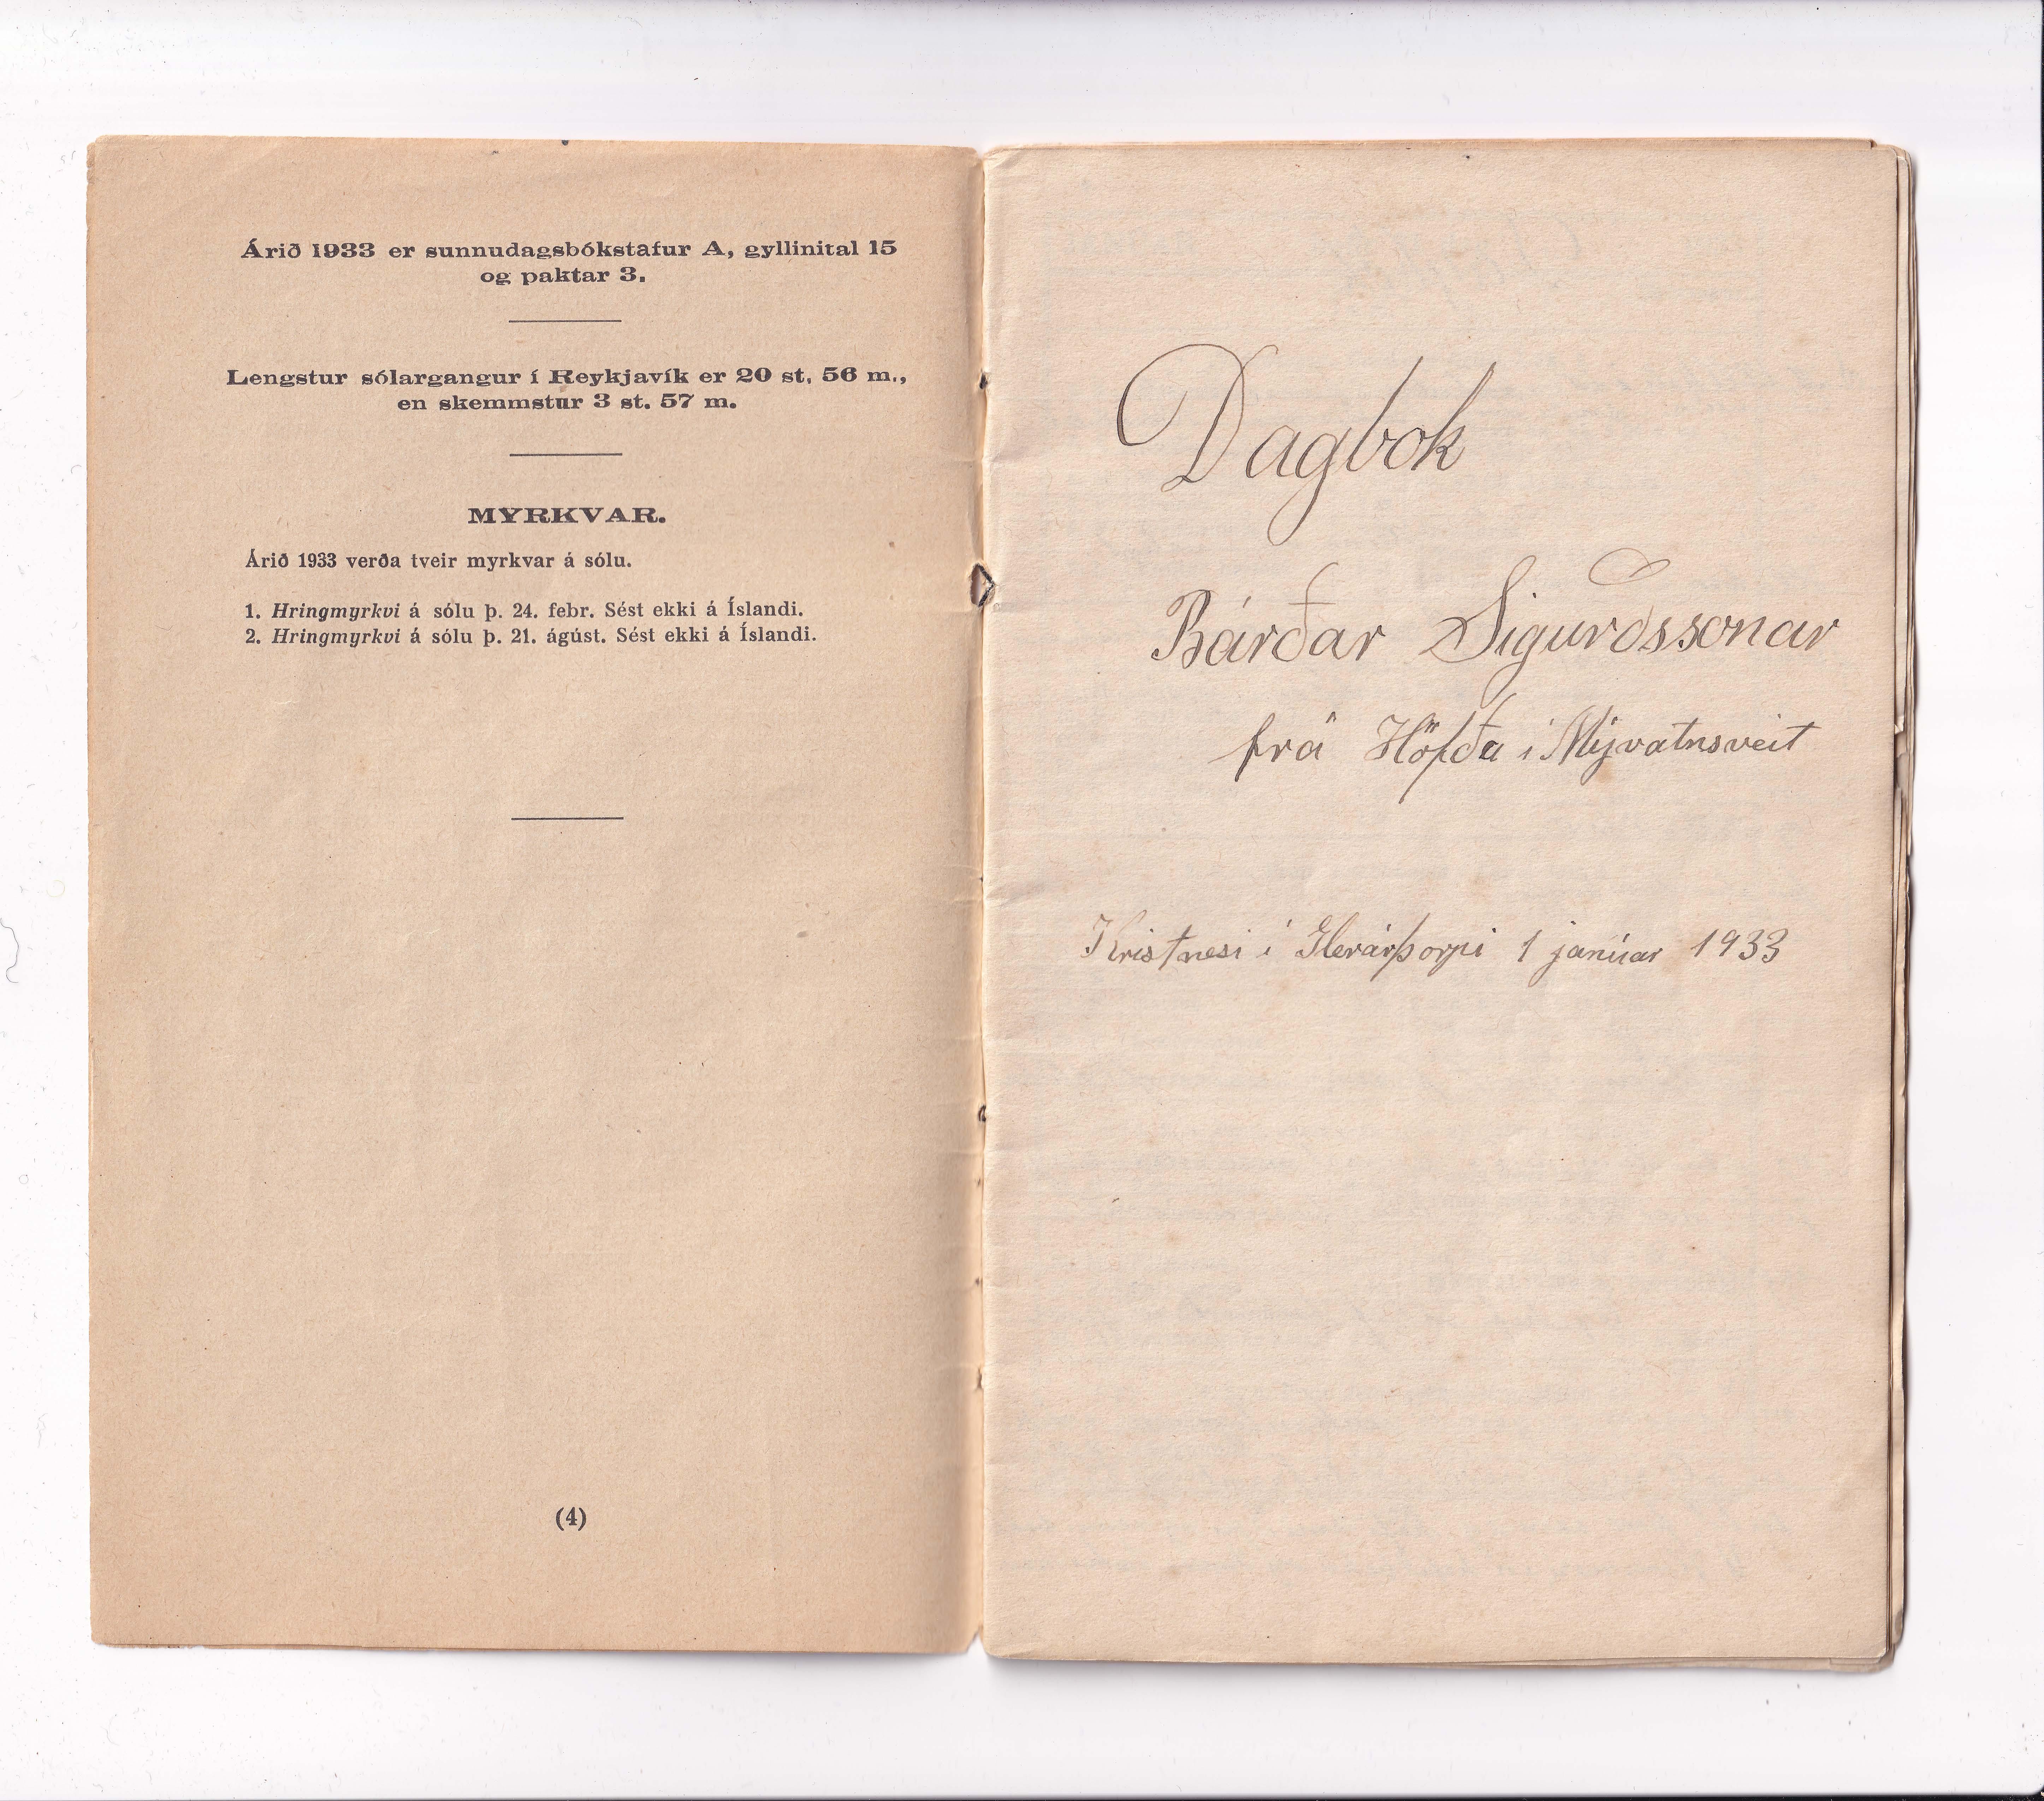 Árið 1933 er sunnudagsbókstafur A, gyllinital 15
og paktar 3.
Lengstur sólargangur í Reykjavík er 20 st. 56 m.,
en skemmstur 3 st. 57 m.
MYRKVAR.
Árið 1933 verða tveir myrkvar á sólu.
1. Hringmyrkvi á sólu þ. 24. febr. Sést ekki á Íslandi.
2. Hringmyrkvi á sólu þ. 21. ágúst. Sést ekki á Íslandi.
(4)
Dagbok
Bárðar Sigurðssonar
frá Höfða í Mývatnsveit
Kristnesi í Glerárþorpi 1 janúar 1933